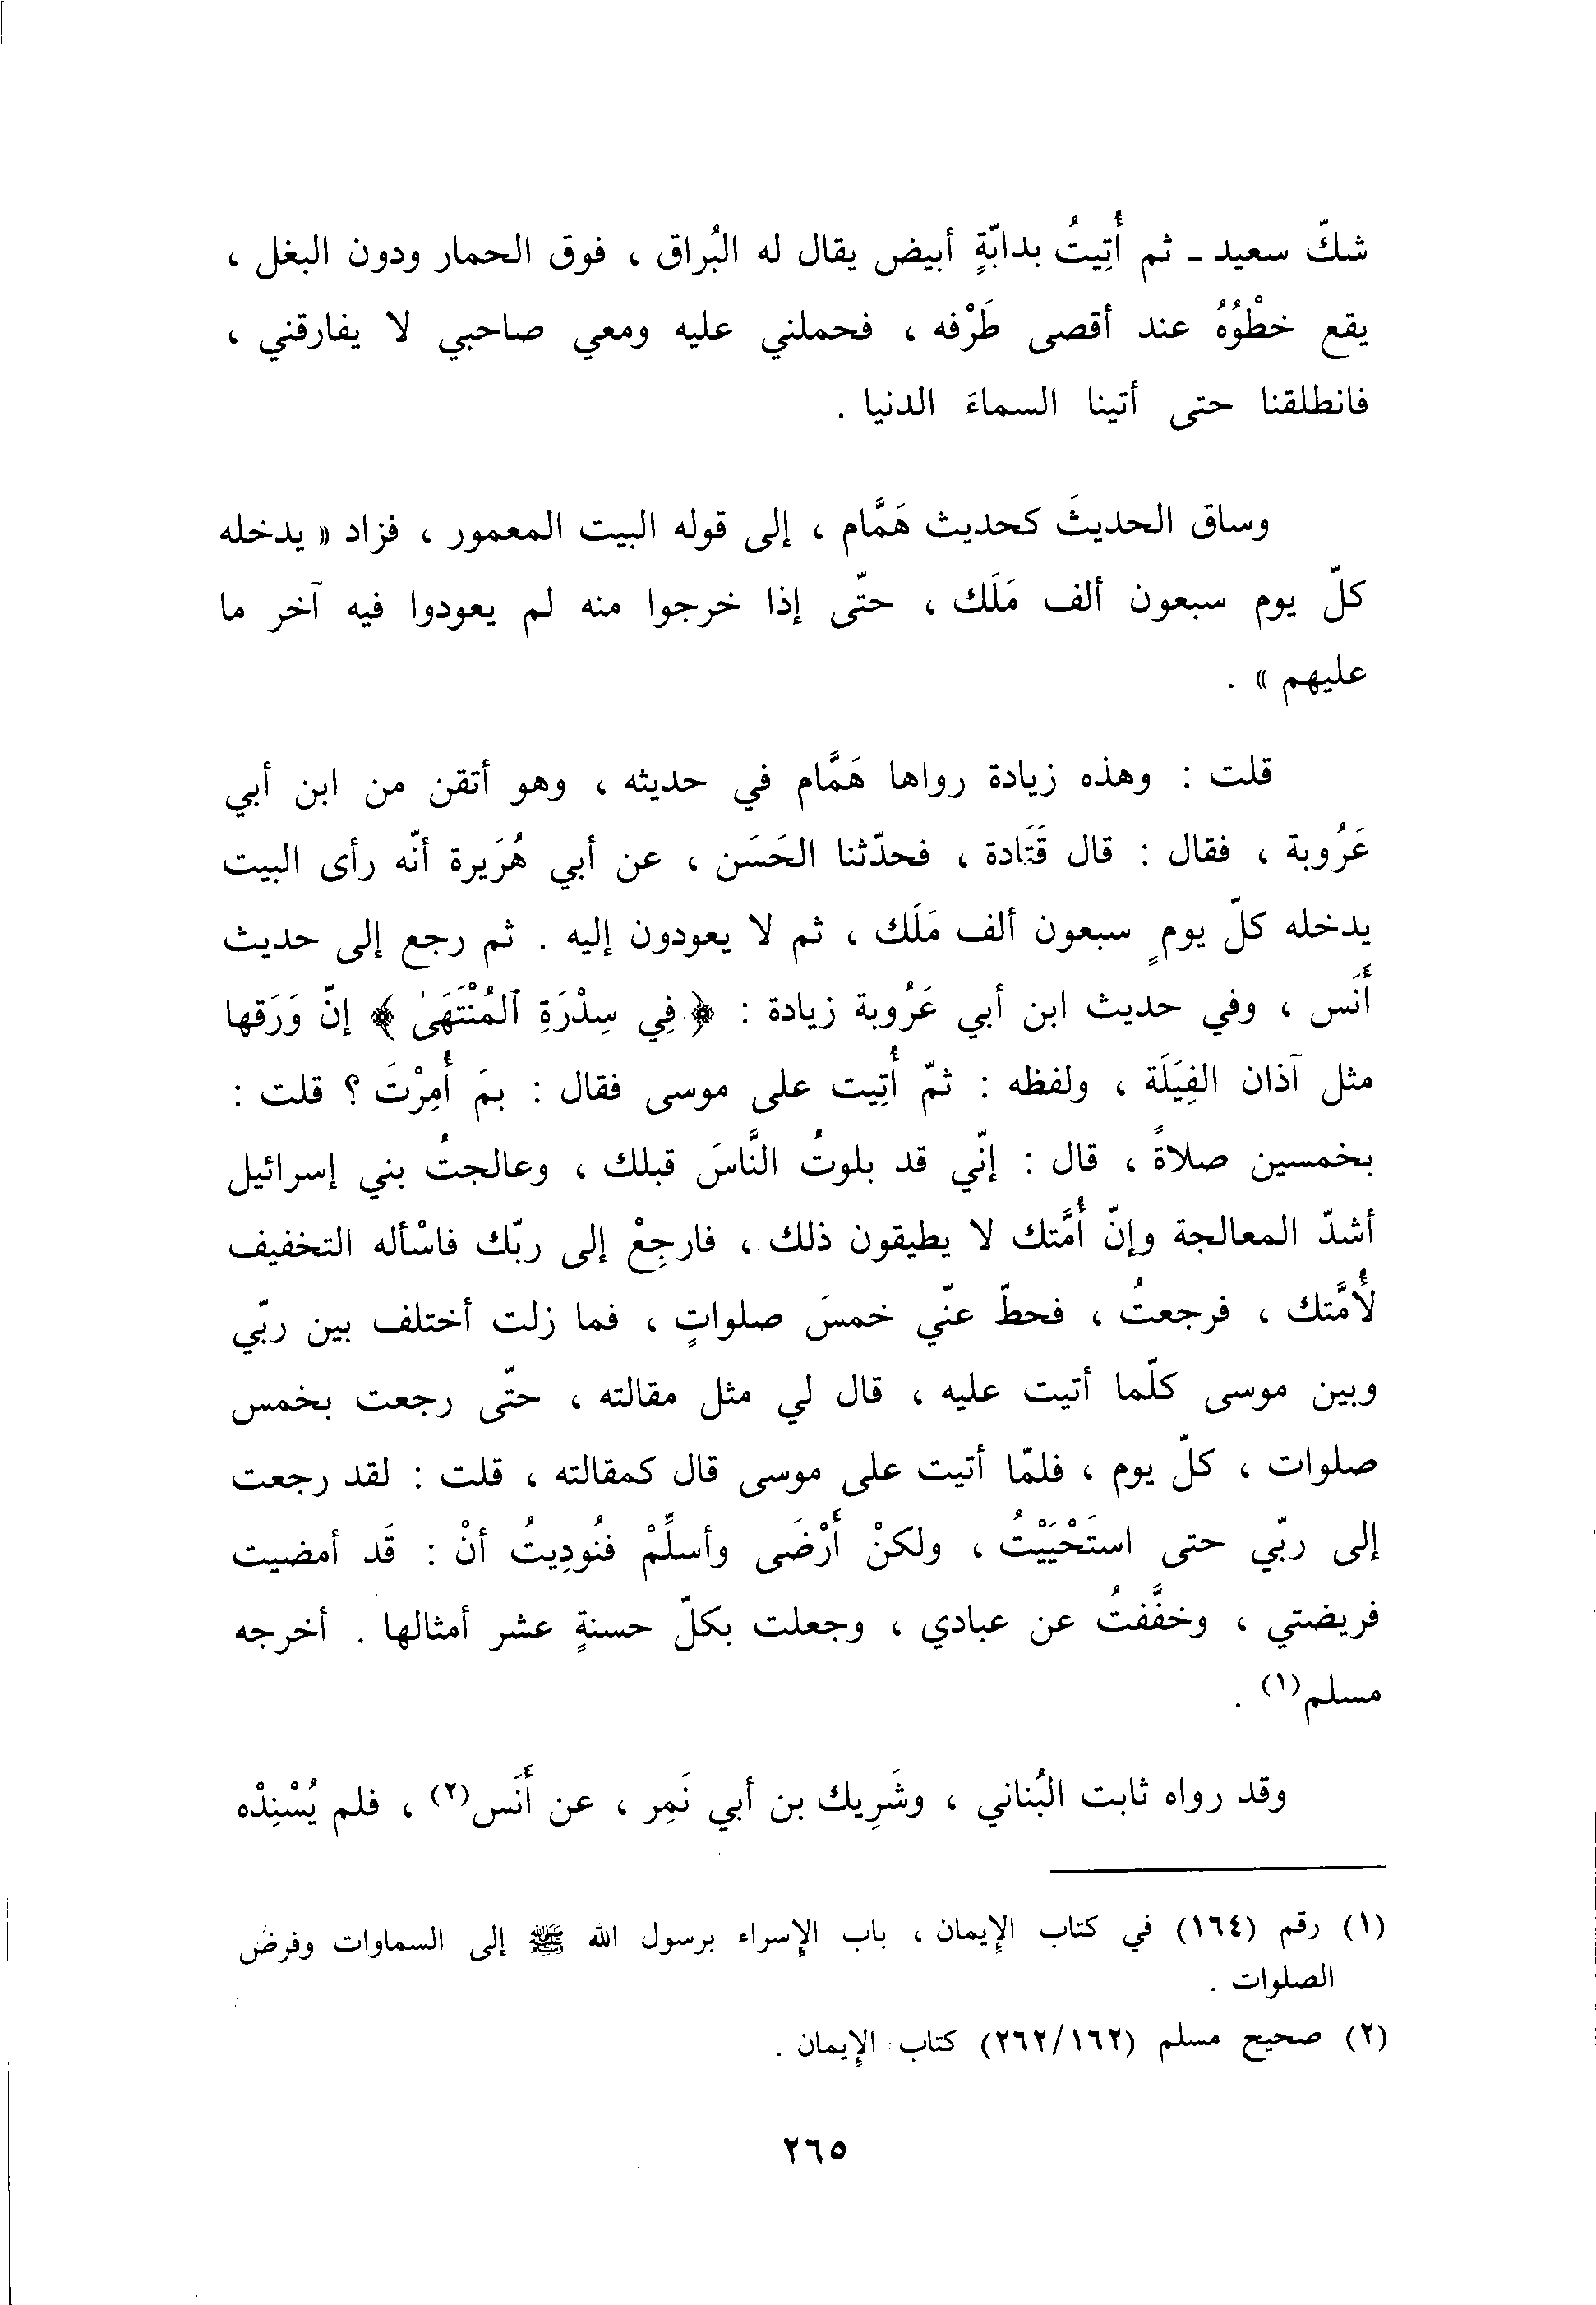 شكّ سعيد - ثم أُتِيتُ بدابّةٍ أبيض يقال له البُراق ، فوق الحمار ودون البغل ،
يقع خطْوُهُ عند أقصى طَرْفه ، فحملني عليه ومعي صاحبي لا يفارقني ،
فانطلقنا حتى أتينا السماءَ الدنيا .
وساق الحديثَ كحديث هَمَّام ، إلى قوله البيت المعمور ، فزاد « يدخله
كلّ يوم سبعون ألف مَلَك ، حتّى إذا خرجوا منه لم يعودوا فيه آخر ما
عليهم » .
قلت : وهذه زيادة رواها هَمَّام في حديثه ، وهو أتقن من ابن أبي
عَرُوبة ، فقال : قال قَتَادة ، فحدّثنا الحَسَن ، عن أبي هُرَيرة أنّه رأى البيت
يدخله كلّ يومٍ سبعون ألف مَلَك ، ثم لا يعودون إليه . ثم رجع إلى حديث
أَنَس ، وفي حديث ابن أبي عَرُوبة زيادة : ﴿ فِي سِدْرَةِ ٱلمُنْتَهَىٰ ﴾ إنّ وَرَقها
مثل آذان الفِيَلَة ، ولفظه : ثمّ أُتِيت على موسى فقال : بمَ أُمِرْتَ ؟ قلت :
بخمسين صلاةً ، قال : إنّي قد بلوتُ النَّاسَ قبلك ، وعالجتُ بني إسرائيل
أشدّ المعالجة وإنّ أُمَّتك لا يطيقون ذلك ، فارجِعْ إلى ربّك فاسْأله التخفيف
لأُمَّتك ، فرجعتُ ، فحطّ عنّي خمسَ صلواتٍ ، فما زلت أختلف بين ربّي
وبين موسى كلّما أتيت عليه ، قال لي مثل مقالته ، حتّى رجعت بخمس
صلوات ، كلّ يوم ، فلمّا أتيت على موسى قال كمقالته ، قلت : لقد رجعت
إلى ربّي حتى استَحْيَيْتُ ، ولكنْ أَرْضَى وأسلِّمْ فنُودِيتُ أنْ : قَد أمضيت
فريضتي ، وخفَّفتُ عن عبادي ، وجعلت بكلّ حسنةٍ عشر أمثالها . أخرجه
مسلم(١) .
وقد رواه ثابت البُناني ، وشَرِيك بن أبي نَمِر ، عن أَنَس(٢) ، فلم يُسْنِدْه
(١) رقم (١٦٤) في كتاب الإيمان ، باب الإسراء برسول الله ﷺ إلى السماوات وفرض
الصلوات .
(٢) صحيح مسلم (٢٦٢/١٦٢) كتاب الإيمان .
٢٦٥